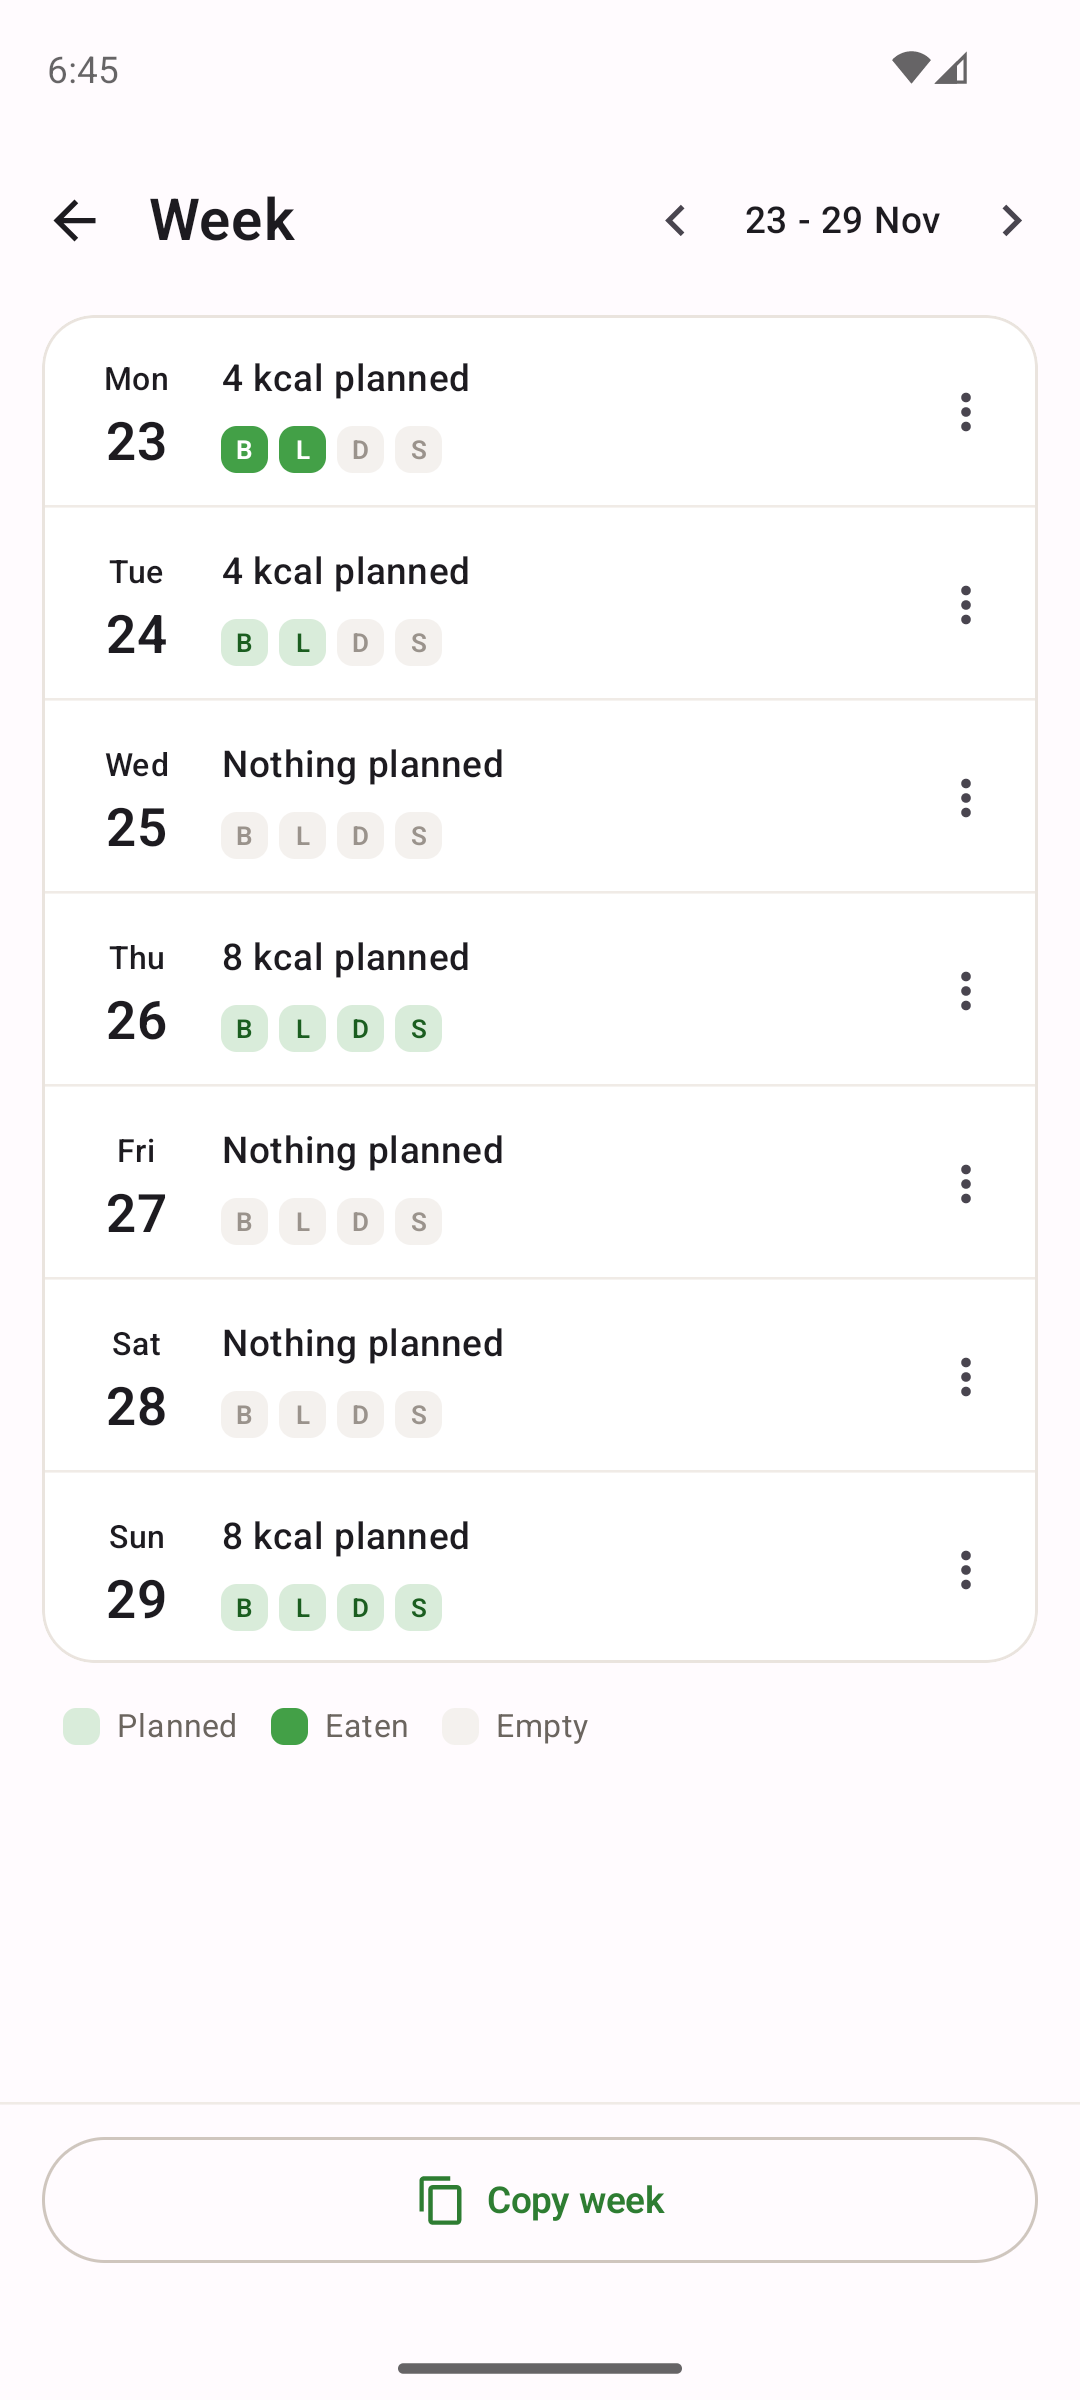 6:45
Week
23 - 29 Nov
Mon
23
4 kcal planned
B L D S
Tue
24
4 kcal planned
B L D S
Wed
25
Nothing planned
B L D S
Thu
26
8 kcal planned
B L D S
Fri
27
Nothing planned
B L D S
Sat
28
Nothing planned
B L D S
Sun
29
8 kcal planned
B L D S
Planned Eaten Empty
Copy week